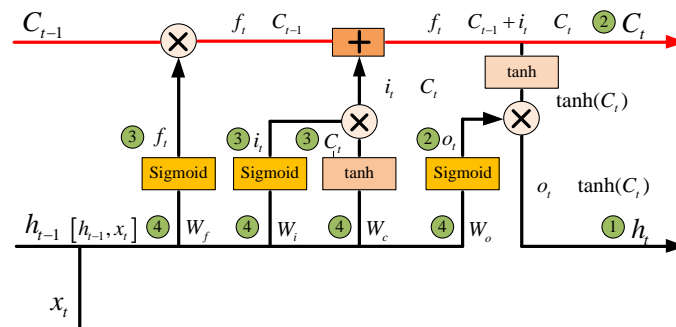 C_{t-1} f_t C_{t-1} f_t C_{t-1} + i_t C_t 2 C_t
i_t C_t tanh
tanh(C_t)
3 f_t 3 i_t 3 C_t 2 o_t
Sigmoid Sigmoid tanh Sigmoid
o_t tanh(C_t)
h_{t-1} [h_{t-1}, x_t] 4 W_f 4 W_i 4 W_c 4 W_o 1 h_t
x_t